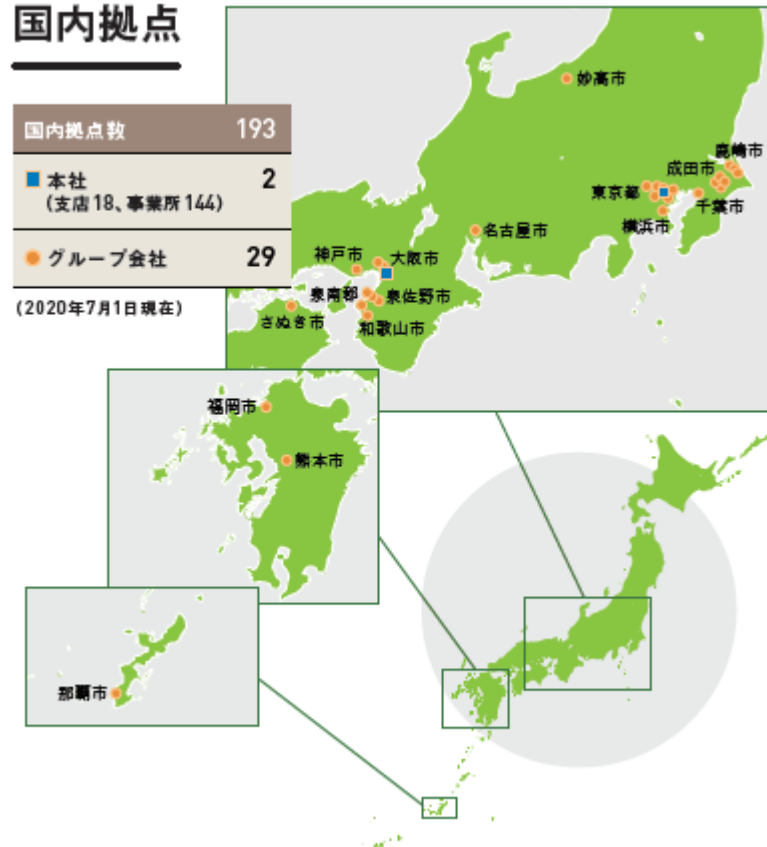 国内拠点
国内拠点数 193
本社 2
(支店18、事業所144)
グループ会社 29
(2020年7月1日現在)
妙高市
鹿嶋市
成田市
東京都
千葉市
横浜市
名古屋市
神戸市
大阪市
泉南郡
泉佐野市
さぬき市
和歌山市
福岡市
熊本市
那覇市